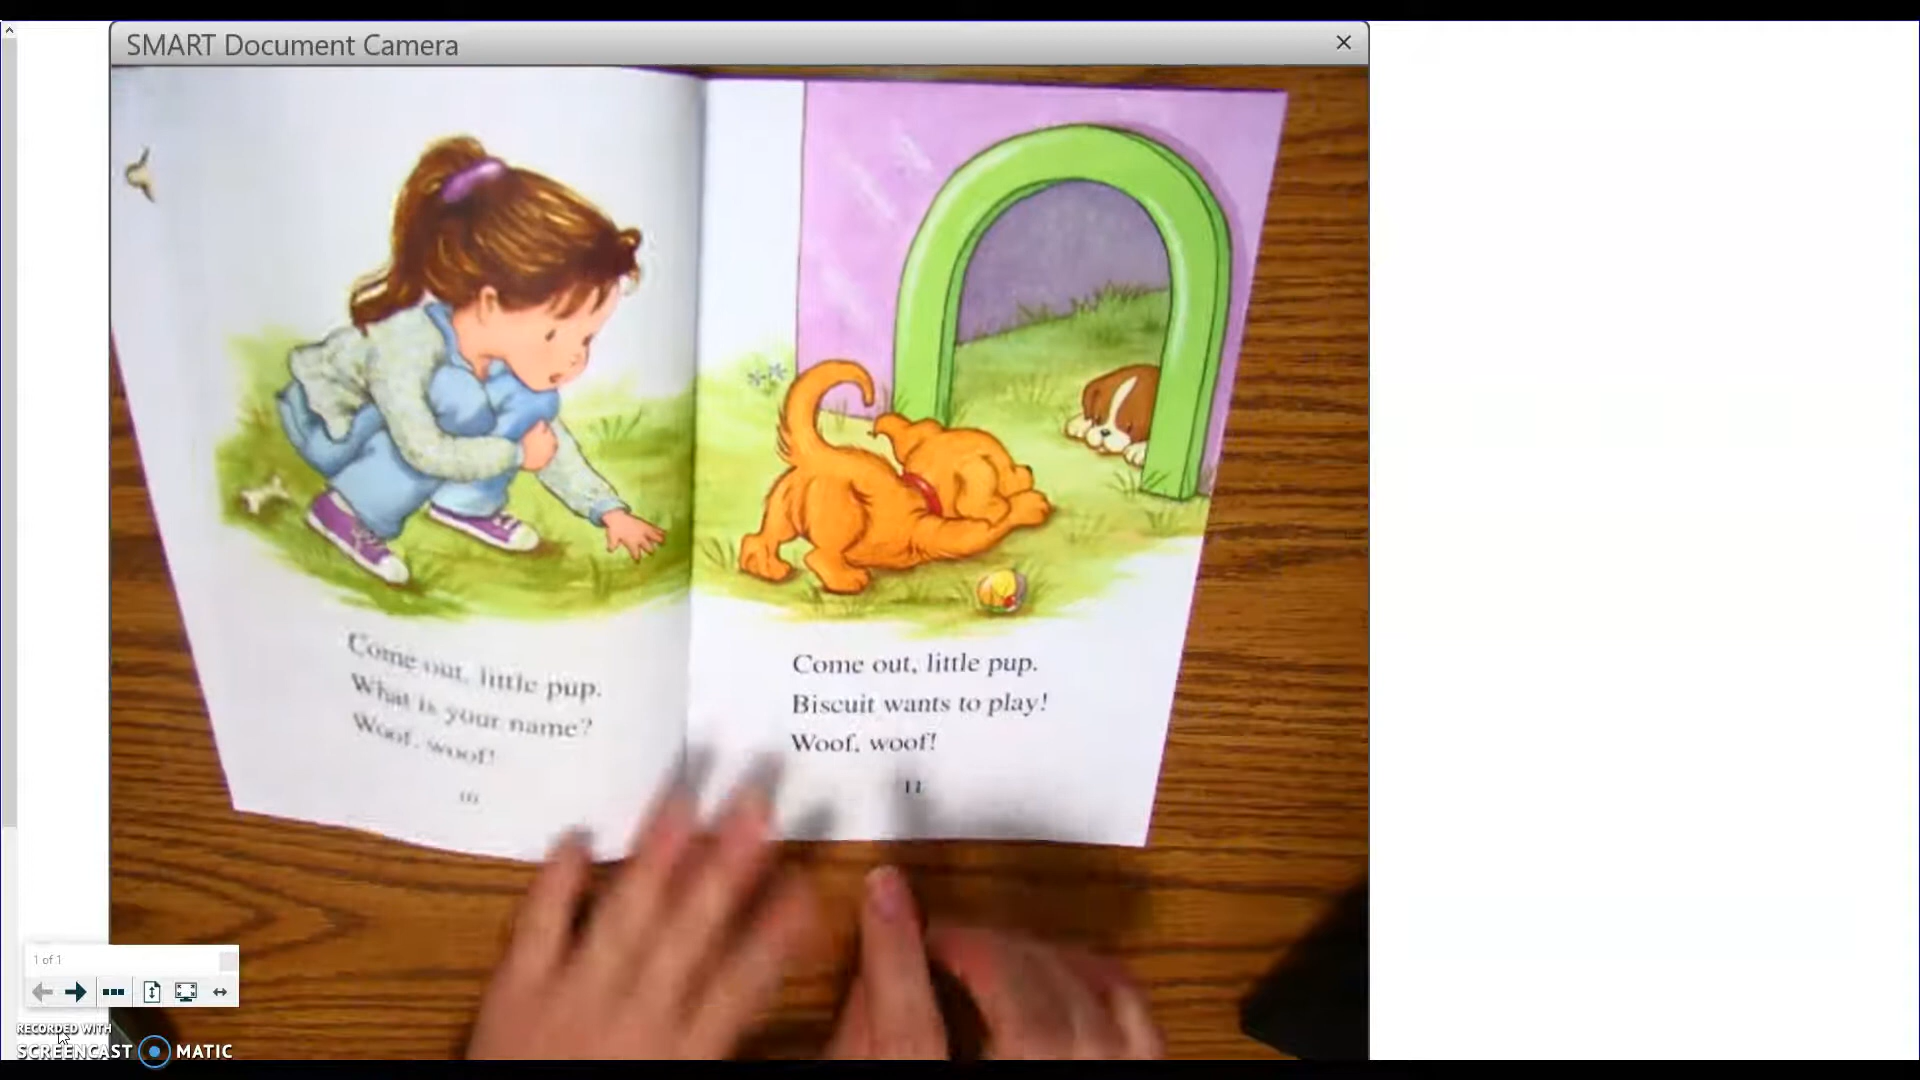 SMART Document Camera
Come out, little pup.
What is your name?
Woof, woof!
10
Come out, little pup.
Biscuit wants to play!
Woof, woof!
11
1 of 1
RECORDED WITH
SCREENCAST MATIC